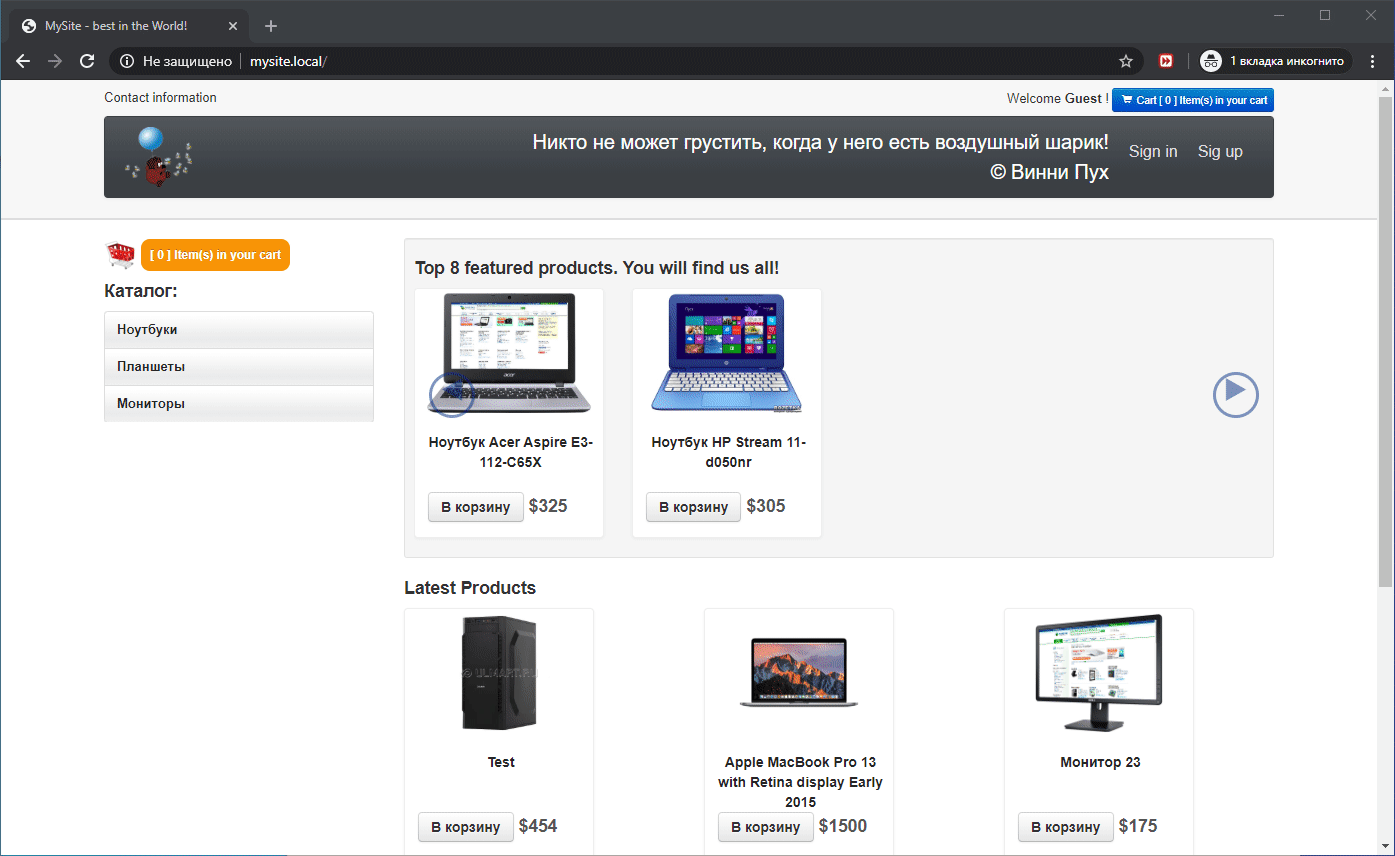 MySite - best in the World!
Не защищено
mysite.local/
1 вкладка инкогнито
Contact information
Welcome Guest !
Cart [ 0 ] Item(s) in your cart
Никто не может грустить, когда у него есть воздушный шарик!
© Винни Пух
Sign in
Sig up
[ 0 ] Item(s) in your cart
Каталог:
Ноутбуки
Планшеты
Мониторы
Top 8 featured products. You will find us all!
Ноутбук Acer Aspire E3-
112-C65X
В корзину $325
Ноутбук HP Stream 11-
d050nr
В корзину $305
Latest Products
Test
В корзину $454
Apple MacBook Pro 13
with Retina display Early
2015
В корзину $1500
Монитор 23
В корзину $175